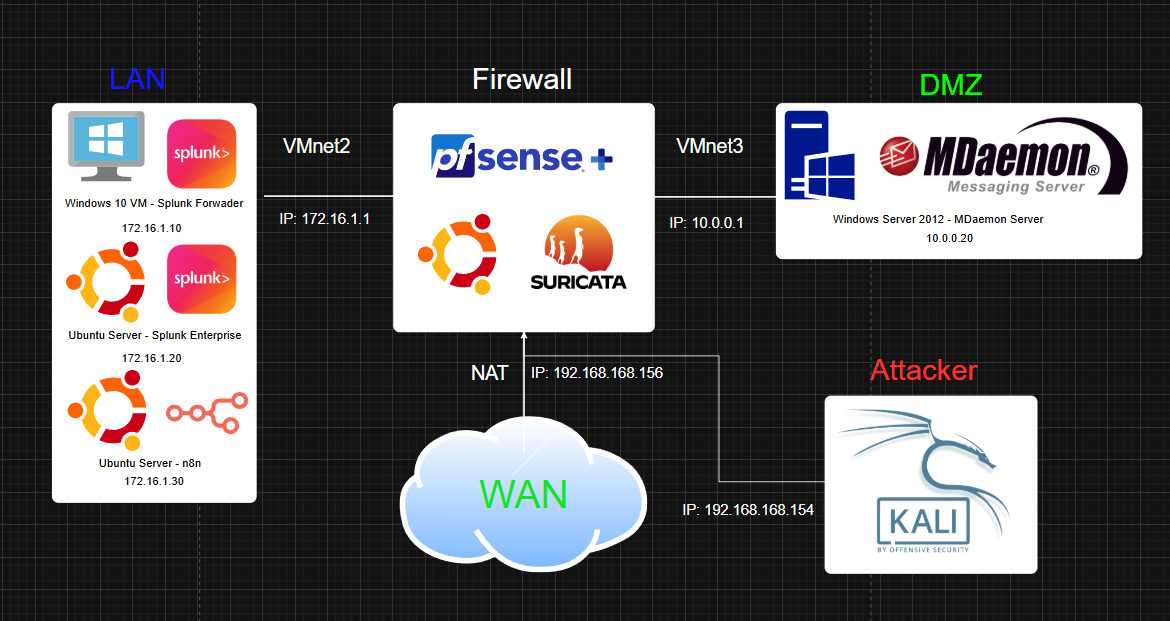 LAN
splunk>
Windows 10 VM - Splunk Forwader
172.16.1.10
splunk>
Ubuntu Server - Splunk Enterprise
172.16.1.20
Ubuntu Server - n8n
172.16.1.30
VMnet2
IP: 172.16.1.1
Firewall
pfsense.+
SURICATA
VMnet3
IP: 10.0.0.1
DMZ
MDaemon®
Messaging Server
Windows Server 2012 - MDaemon Server
10.0.0.20
NAT
IP: 192.168.168.156
WAN
Attacker
IP: 192.168.168.154
KALI
BY OFFENSIVE SECURITY